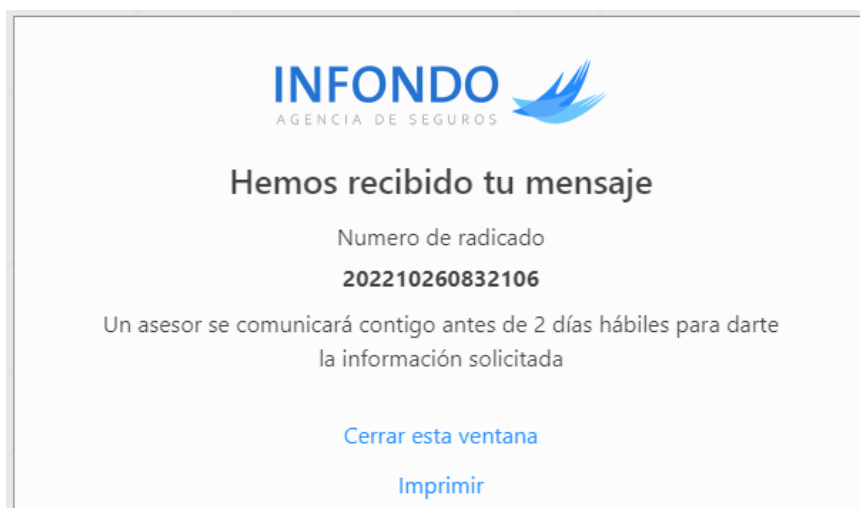 INFONDO
AGENCIA DE SEGUROS
Hemos recibido tu mensaje
Numero de radicado
202210260832106
Un asesor se comunicará contigo antes de 2 días hábiles para darte
la información solicitada
Cerrar esta ventana
Imprimir